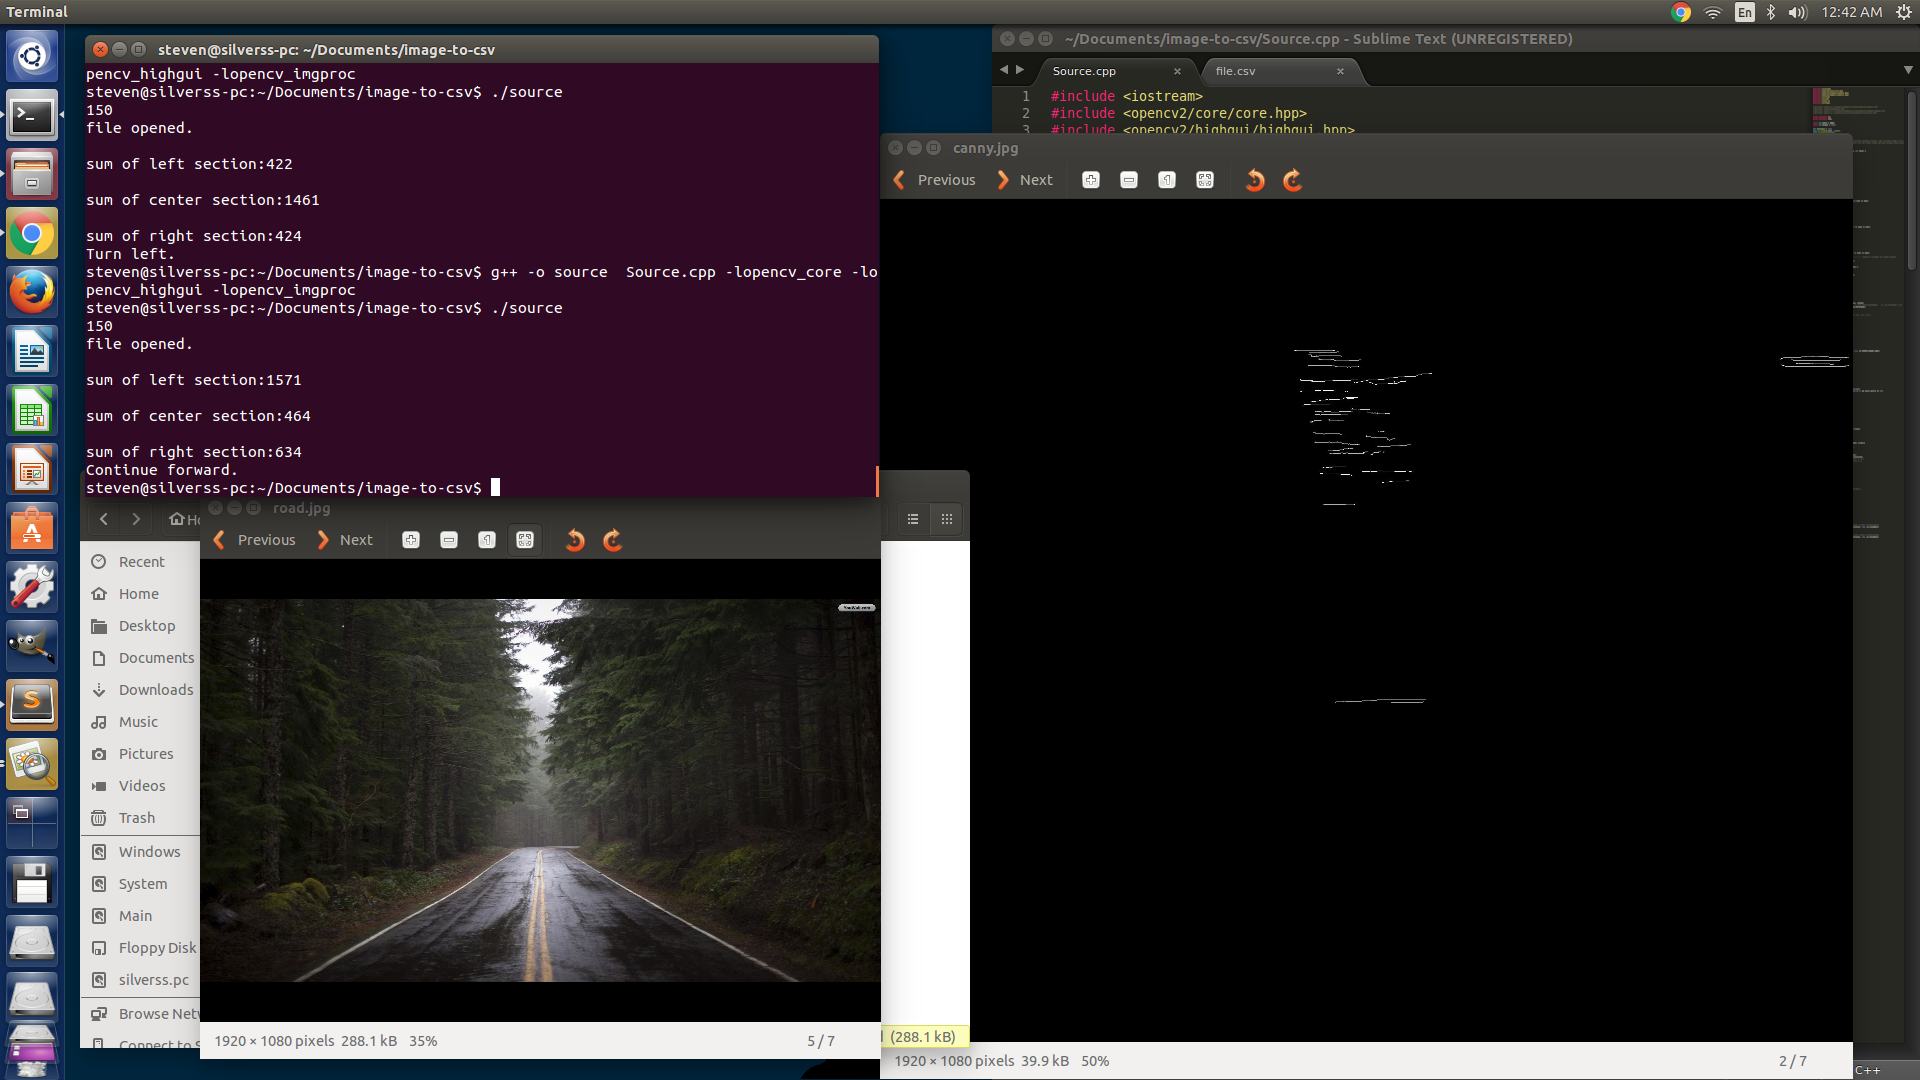 Terminal
En
12:42 AM
steven@silverss-pc: ~/Documents/image-to-csv
pencv_highgui -lopencv_imgproc
steven@silverss-pc:~/Documents/image-to-csv$ ./source
150
file opened.
sum of left section:422
sum of center section:1461
sum of right section:424
Turn left.
steven@silverss-pc:~/Documents/image-to-csv$ g++ -o source  Source.cpp -lopencv_core -lo
pencv_highgui -lopencv_imgproc
steven@silverss-pc:~/Documents/image-to-csv$ ./source
150
file opened.
sum of left section:1571
sum of center section:464
sum of right section:634
Continue forward.
steven@silverss-pc:~/Documents/image-to-csv$
~/Documents/image-to-csv/Source.cpp - Sublime Text (UNREGISTERED)
Source.cpp
file.csv
1 #include <iostream>
2 #include <opencv2/core/core.hpp>
3 #include <opencv2/highgui/highgui.hpp>
canny.jpg
Previous Next
1920 × 1080 pixels 39.9 kB 50%
2 / 7
C++
road.jpg
Previous Next
1920 × 1080 pixels 288.1 kB 35%
5 / 7
(288.1 kB)
Recent
Home
Desktop
Documents
Downloads
Music
Pictures
Videos
Trash
Windows
System
Main
Floppy Disk
silverss.pc
Browse Net
Connect to S